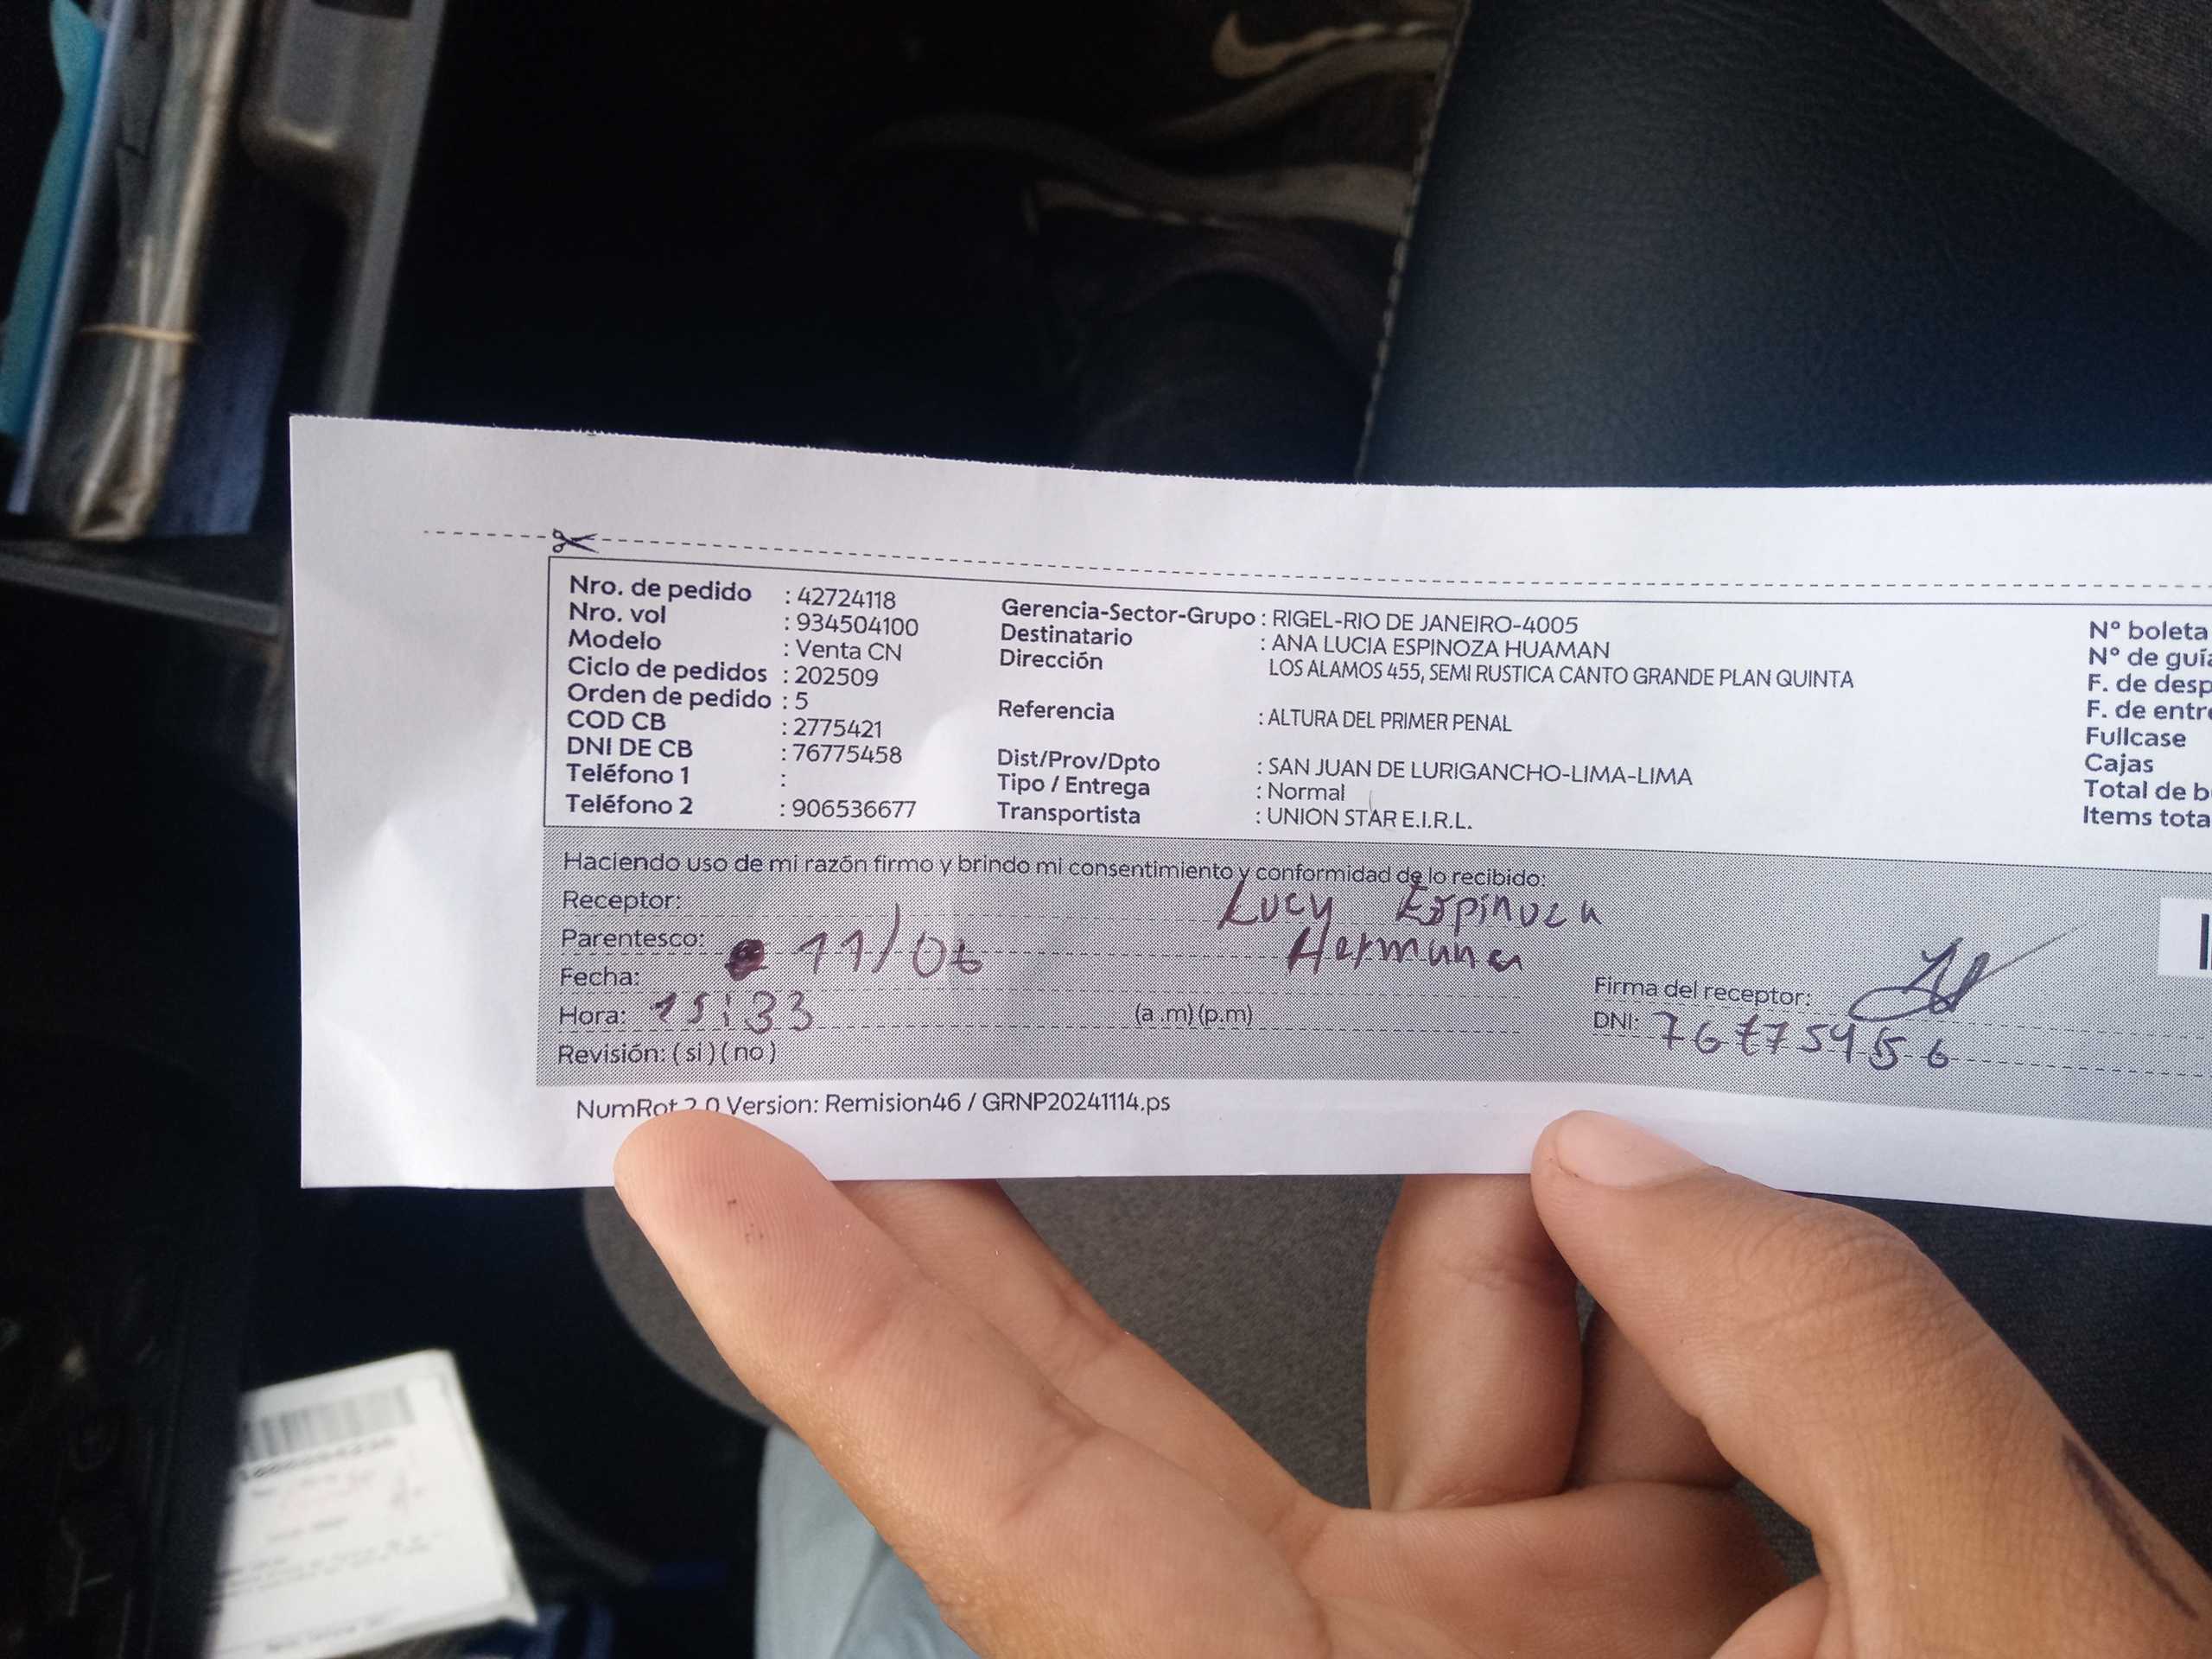 Nro. de pedido : 42724118
Nro. vol : 934504100
Modelo : Venta CN
Ciclo de pedidos : 202509
Orden de pedido : 5
COD CB : 2775421
DNI DE CB : 76775458
Teléfono 1 :
Teléfono 2 : 906536677
Gerencia-Sector-Grupo : RIGEL-RIO DE JANEIRO-4005
Destinatario : ANA LUCIA ESPINOZA HUAMAN
Dirección LOS ALAMOS 455, SEMI RUSTICA CANTO GRANDE PLAN QUINTA
Referencia : ALTURA DEL PRIMER PENAL
Dist/Prov/Dpto : SAN JUAN DE LURIGANCHO-LIMA-LIMA
Tipo / Entrega : Normal
Transportista : UNION STAR E.I.R.L.
N° boleta
N° de guía
F. de desp
F. de entre
Fullcase
Cajas
Total de b
Items tota
Haciendo uso de mi razón firmo y brindo mi consentimiento y conformidad de lo recibido:
Receptor: Lucy Espinoza
Parentesco: Hermana
Fecha: 11/06
Hora: 15:33 (a.m) (p.m)
Revisión: (si) (no)
Firma del receptor:
DNI: 76775456
NumRot 2.0 Version: Remision46 / GRNP20241114.ps